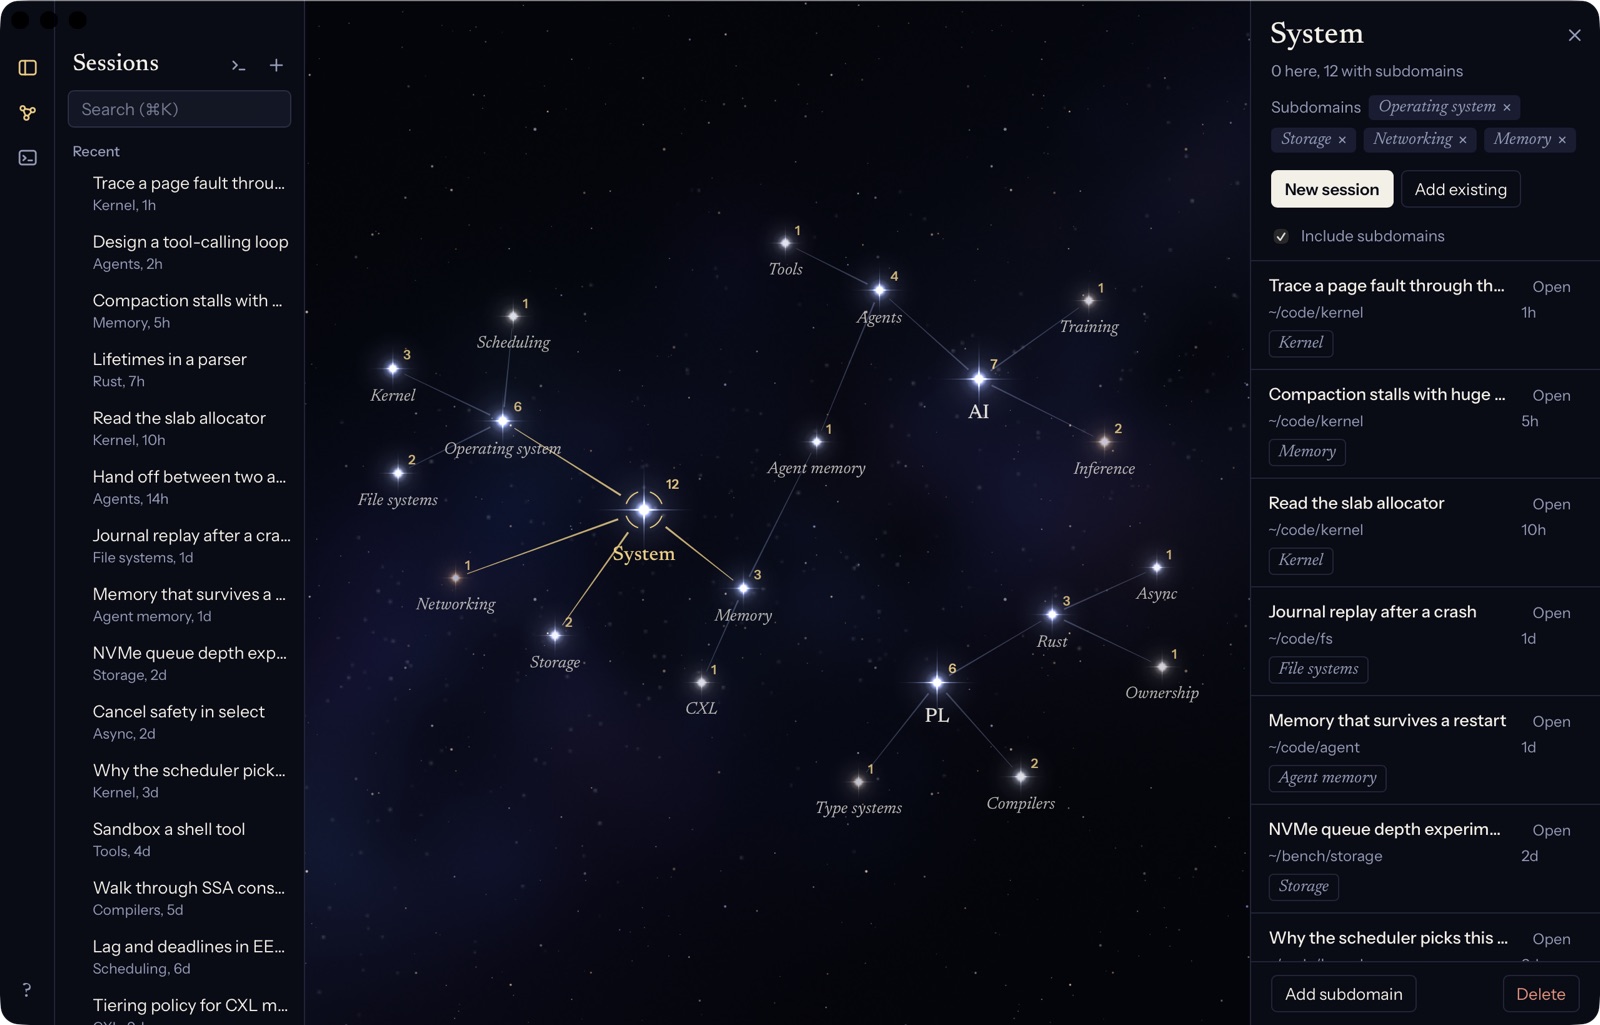 Sessions
Search (⌘K)
Recent
Trace a page fault throu...
Kernel, 1h
Design a tool-calling loop
Agents, 2h
Compaction stalls with ...
Memory, 5h
Lifetimes in a parser
Rust, 7h
Read the slab allocator
Kernel, 10h
Hand off between two a...
Agents, 14h
Journal replay after a cra...
File systems, 1d
Memory that survives a ...
Agent memory, 1d
NVMe queue depth exp...
Storage, 2d
Cancel safety in select
Async, 2d
Why the scheduler pick...
Kernel, 3d
Sandbox a shell tool
Tools, 4d
Walk through SSA cons...
Compilers, 5d
Lag and deadlines in EE...
Scheduling, 6d
Tiering policy for CXL m...
?
1
Tools
4
Agents
1
Training
1
Scheduling
7
AI
3
Kernel
6
Operating system
2
File systems
1
Agent memory
2
Inference
12
System
1
Networking
2
Storage
3
Memory
1
CXL
1
Async
3
Rust
1
Ownership
6
PL
1
Type systems
2
Compilers
System
0 here, 12 with subdomains
Subdomains Operating system ×
Storage × Networking × Memory ×
New session Add existing
Include subdomains
Trace a page fault through th... Open
~/code/kernel 1h
Kernel
Compaction stalls with huge ... Open
~/code/kernel 5h
Memory
Read the slab allocator Open
~/code/kernel 10h
Kernel
Journal replay after a crash Open
~/code/fs 1d
File systems
Memory that survives a restart Open
~/code/agent 1d
Agent memory
NVMe queue depth experim... Open
~/bench/storage 2d
Storage
Why the scheduler picks this ... Open
Add subdomain Delete